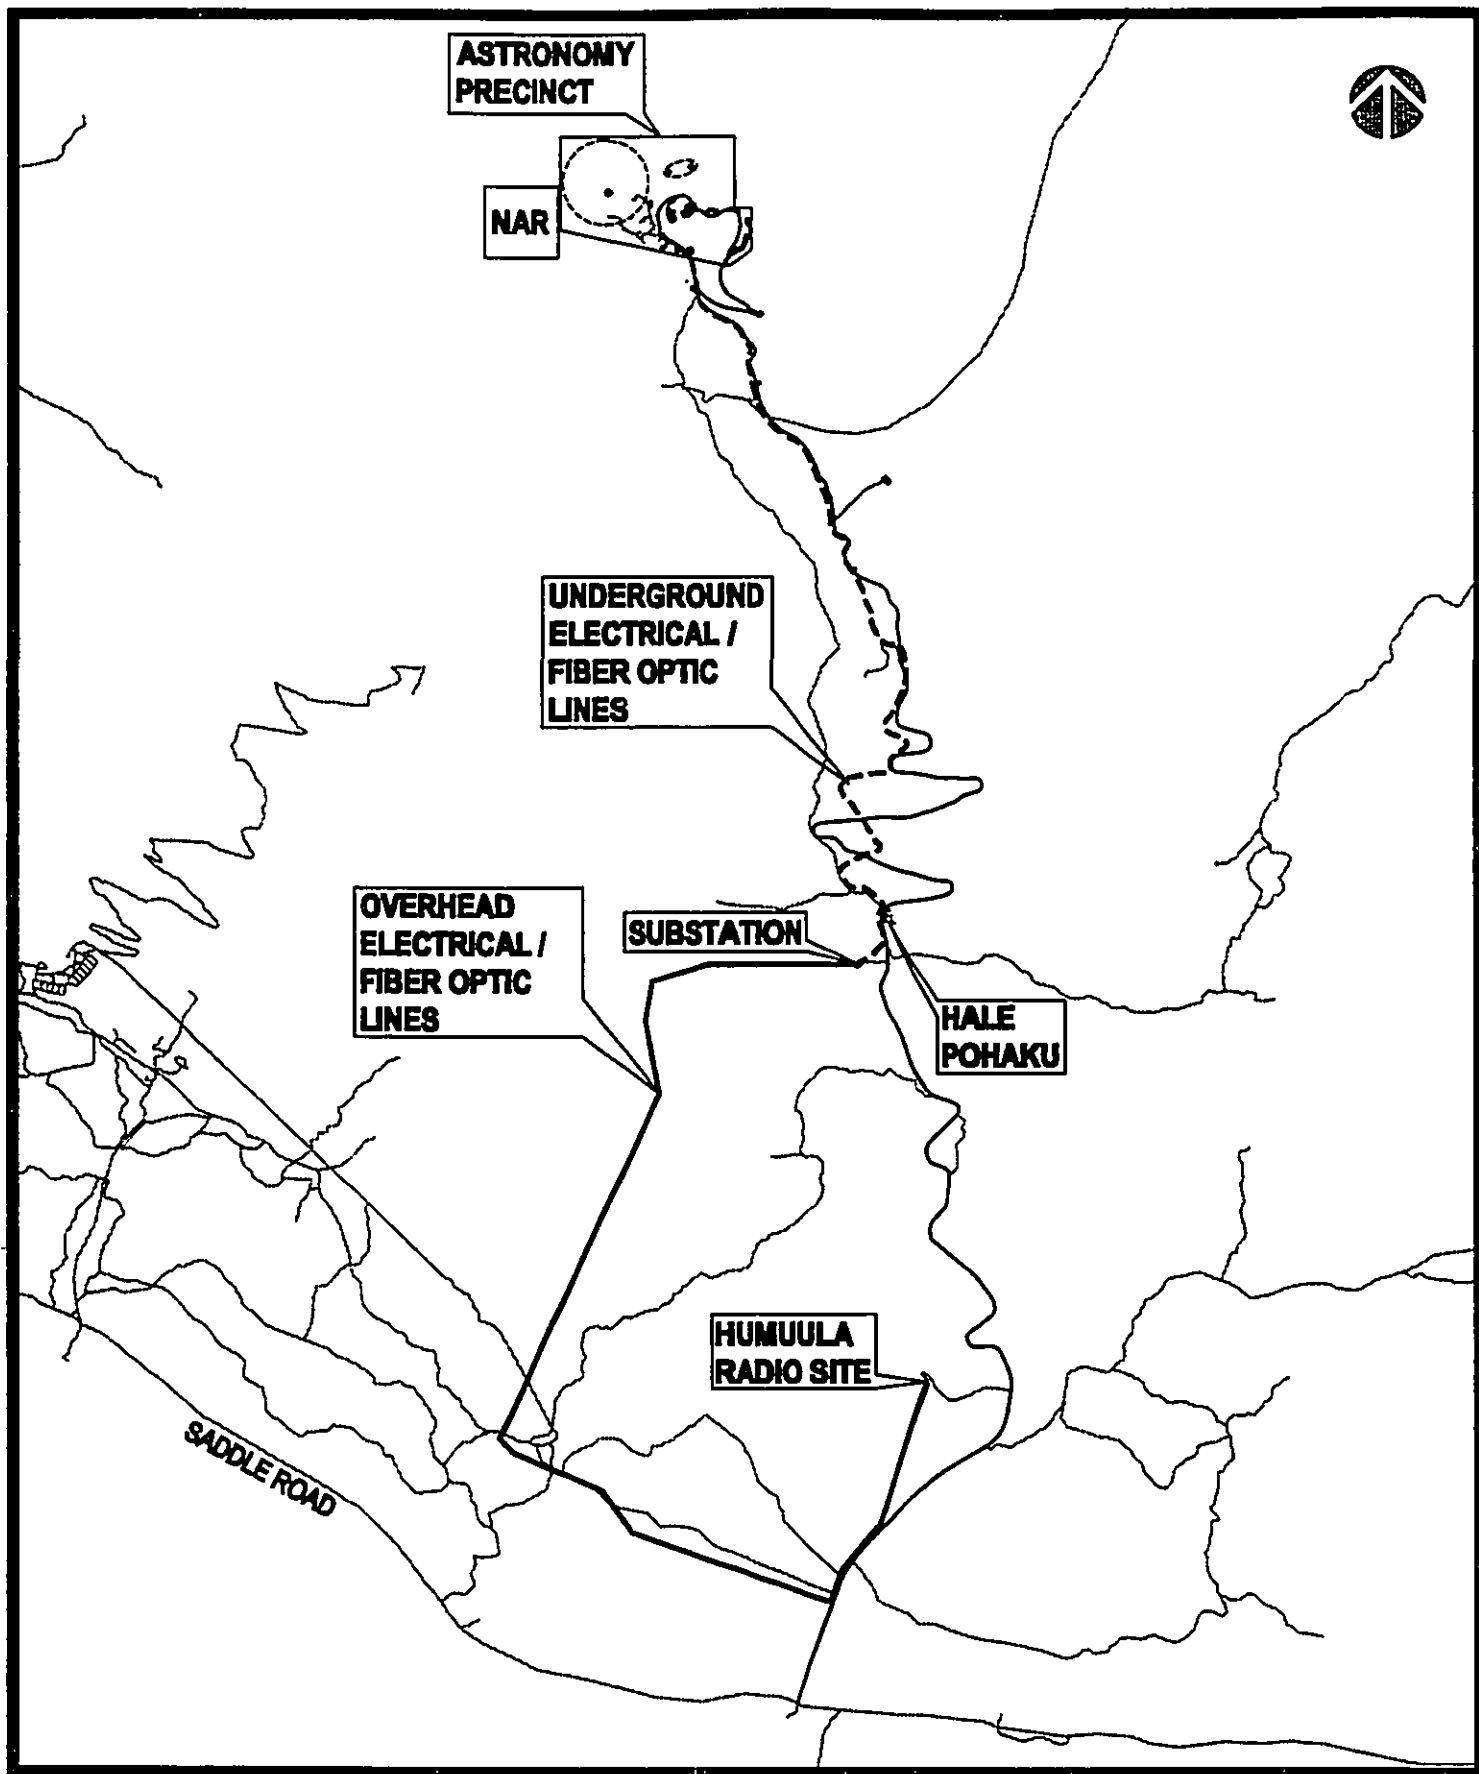 ASTRONOMY
PRECINCT
NAR
UNDERGROUND
ELECTRICAL /
FIBER OPTIC
LINES
OVERHEAD
ELECTRICAL /
FIBER OPTIC
LINES
SUBSTATION
HALE
POHAKU
HUMUULA
RADIO SITE
SADDLE ROAD